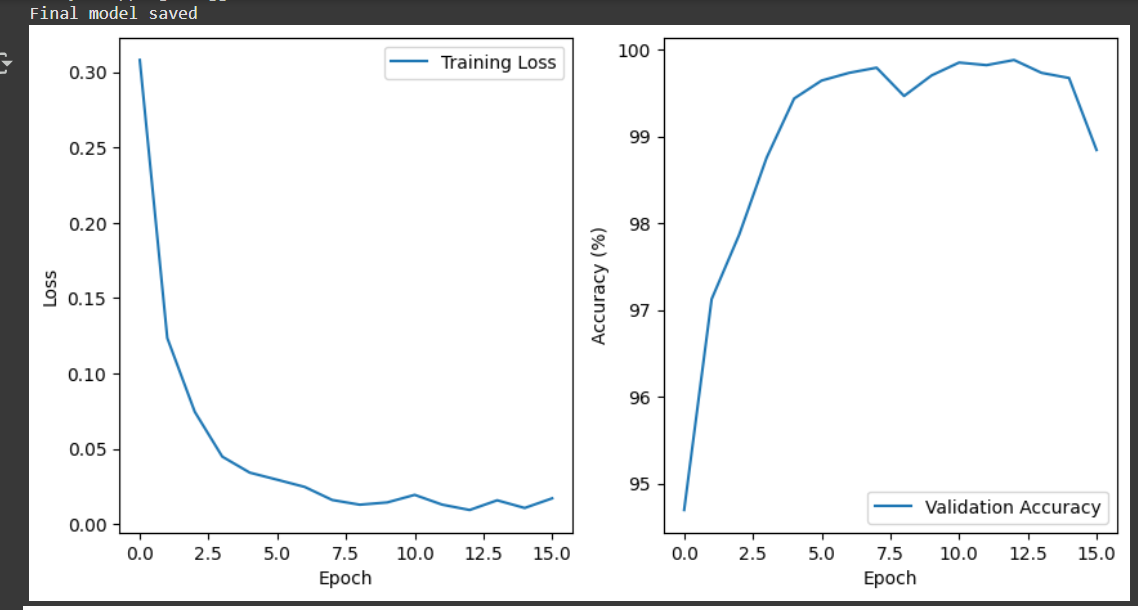 Final model saved
Training Loss
0.30
0.25
0.20
0.15
0.10
0.05
0.00
Loss
0.0 2.5 5.0 7.5 10.0 12.5 15.0
Epoch
100
99
98
97
96
95
Accuracy (%)
Validation Accuracy
0.0 2.5 5.0 7.5 10.0 12.5 15.0
Epoch